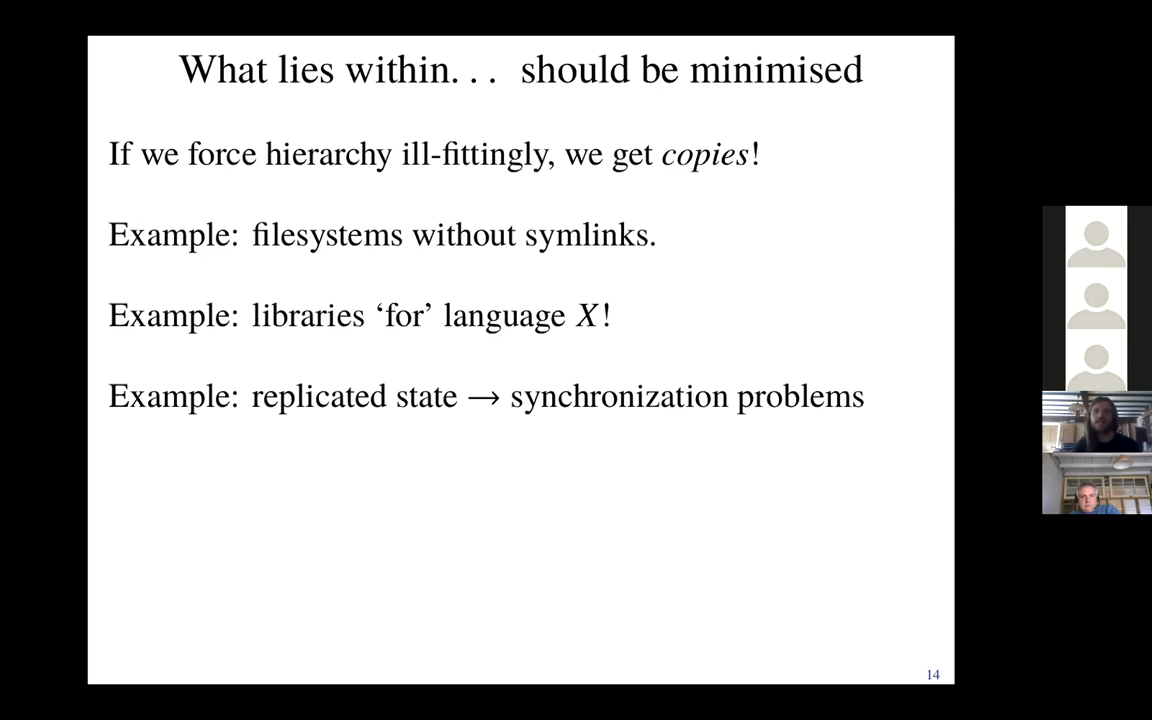 What lies within. . . should be minimised
If we force hierarchy ill-fittingly, we get copies!
Example: filesystems without symlinks.
Example: libraries ‘for’ language X!
Example: replicated state → synchronization problems
14